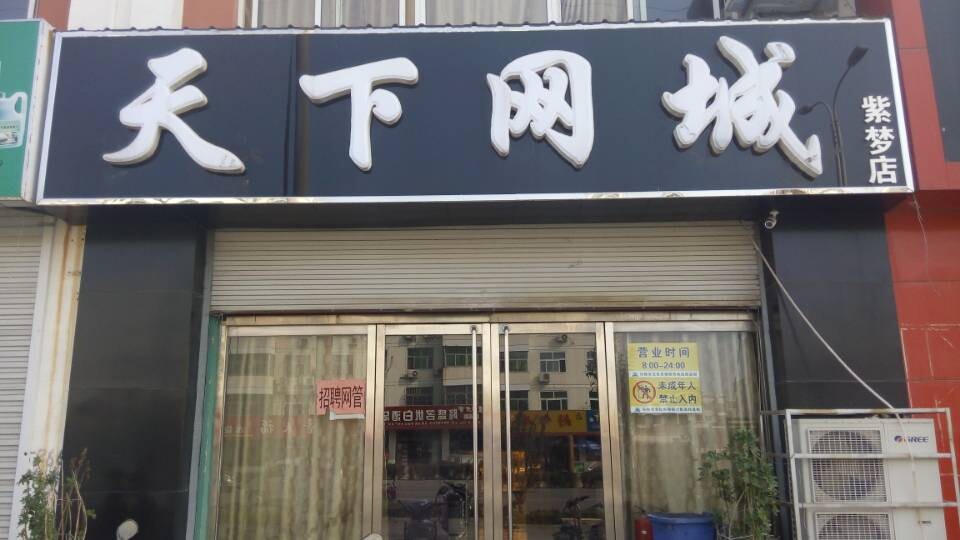 天下网城
紫梦店
招聘网管
营业时间
8:00-24:00
未成年人
禁止入内
GREE